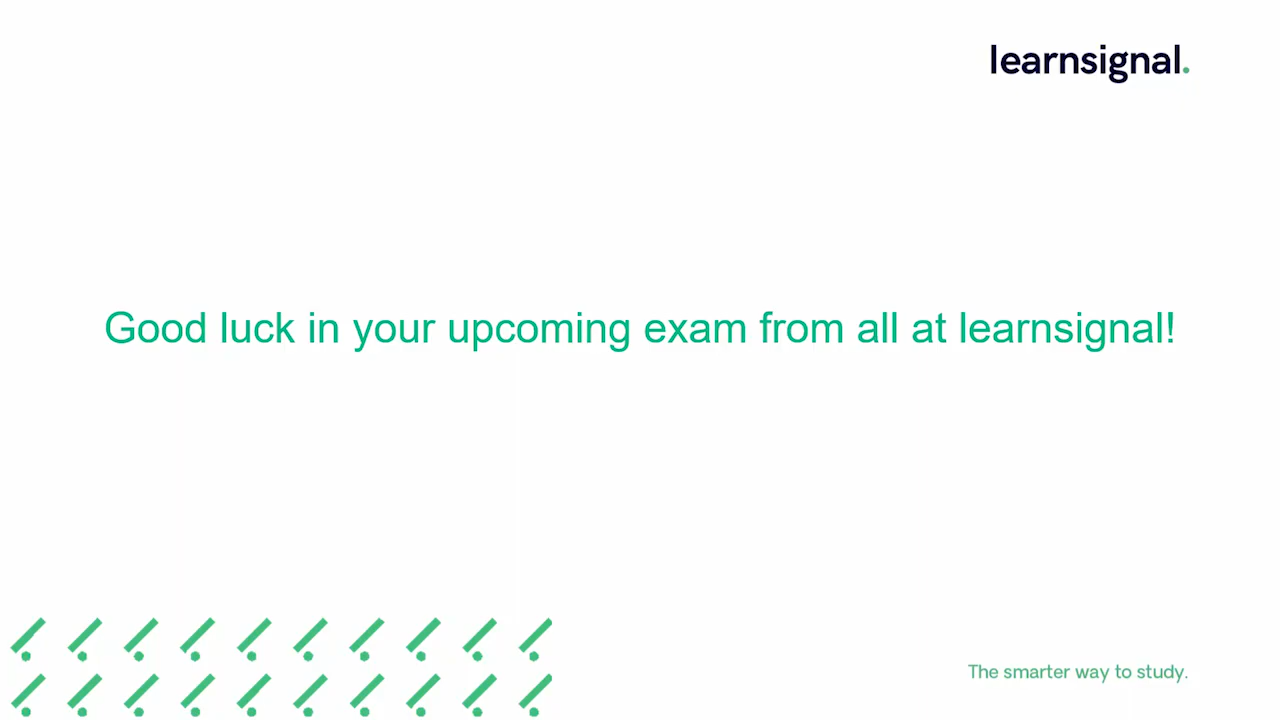 learnsignal.
Good luck in your upcoming exam from all at learnsignal!
The smarter way to study.